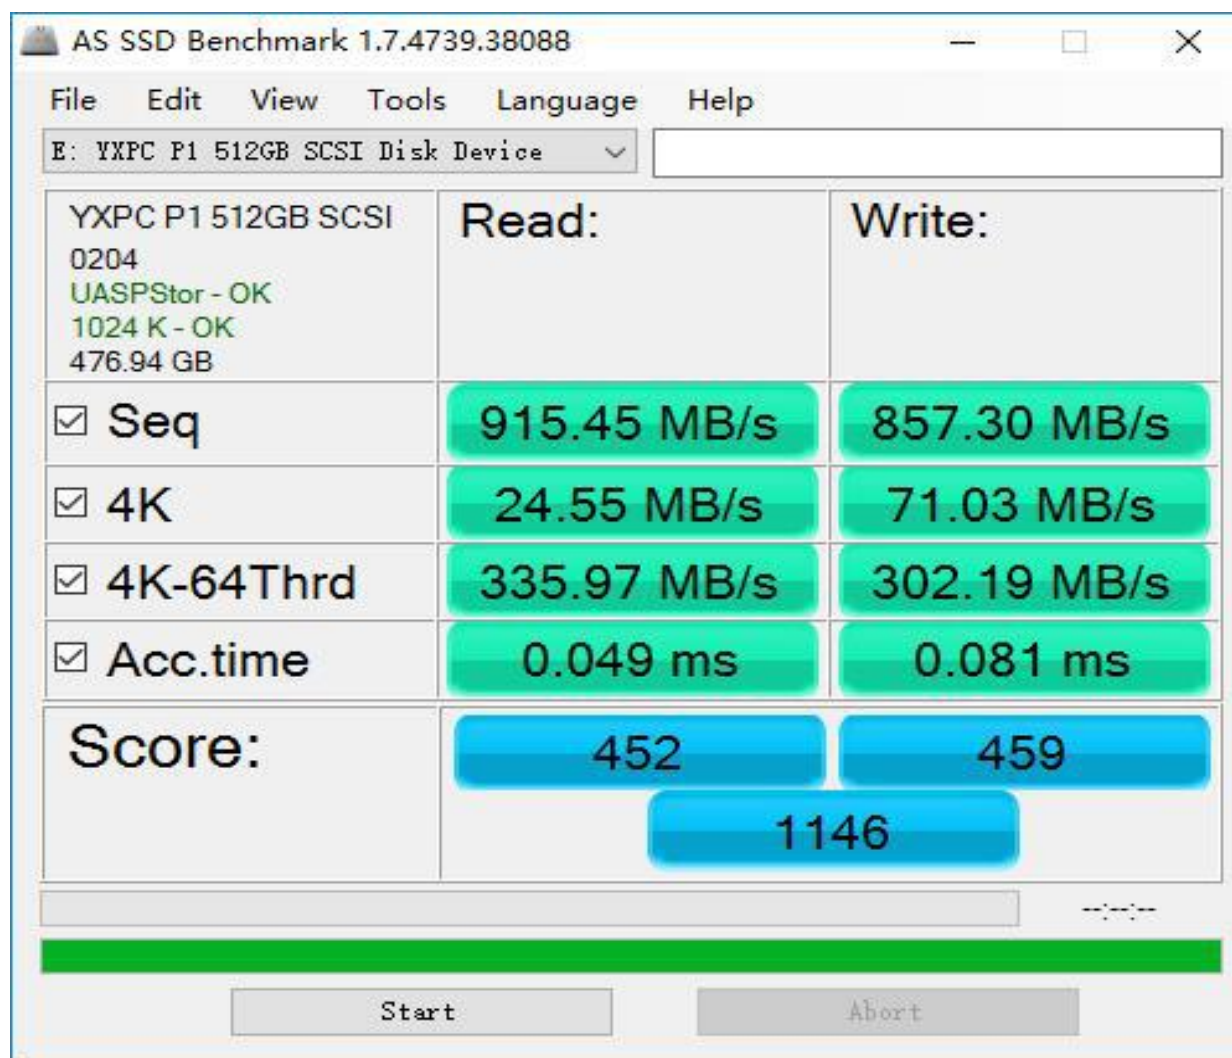 AS SSD Benchmark 1.7.4739.38088
File Edit View Tools Language Help
E: YXPC P1 512GB SCSI Disk Device
YXPC P1 512GB SCSI
0204
UASPStor - OK
1024 K - OK
476.94 GB
Read: Write:
Seq 915.45 MB/s 857.30 MB/s
4K 24.55 MB/s 71.03 MB/s
4K-64Thrd 335.97 MB/s 302.19 MB/s
Acc.time 0.049 ms 0.081 ms
Score: 452 459
1146
--:--:--
Start Abort